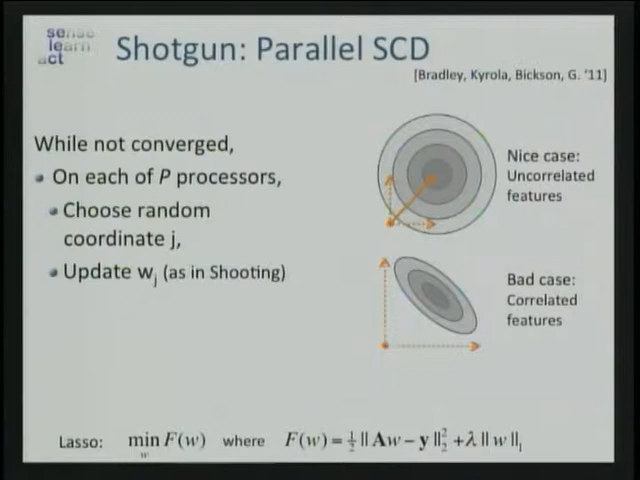 sense
learn
act
Shotgun: Parallel SCD
[Bradley, Kyrola, Bickson, G. '11]
While not converged,
• On each of P processors,
• Choose random
coordinate j,
• Update wj (as in Shooting)
Nice case:
Uncorrelated
features
Bad case:
Correlated
features
Lasso: min F(w) where F(w) = ½ || Aw − y ||₂² + λ || w ||₁
w